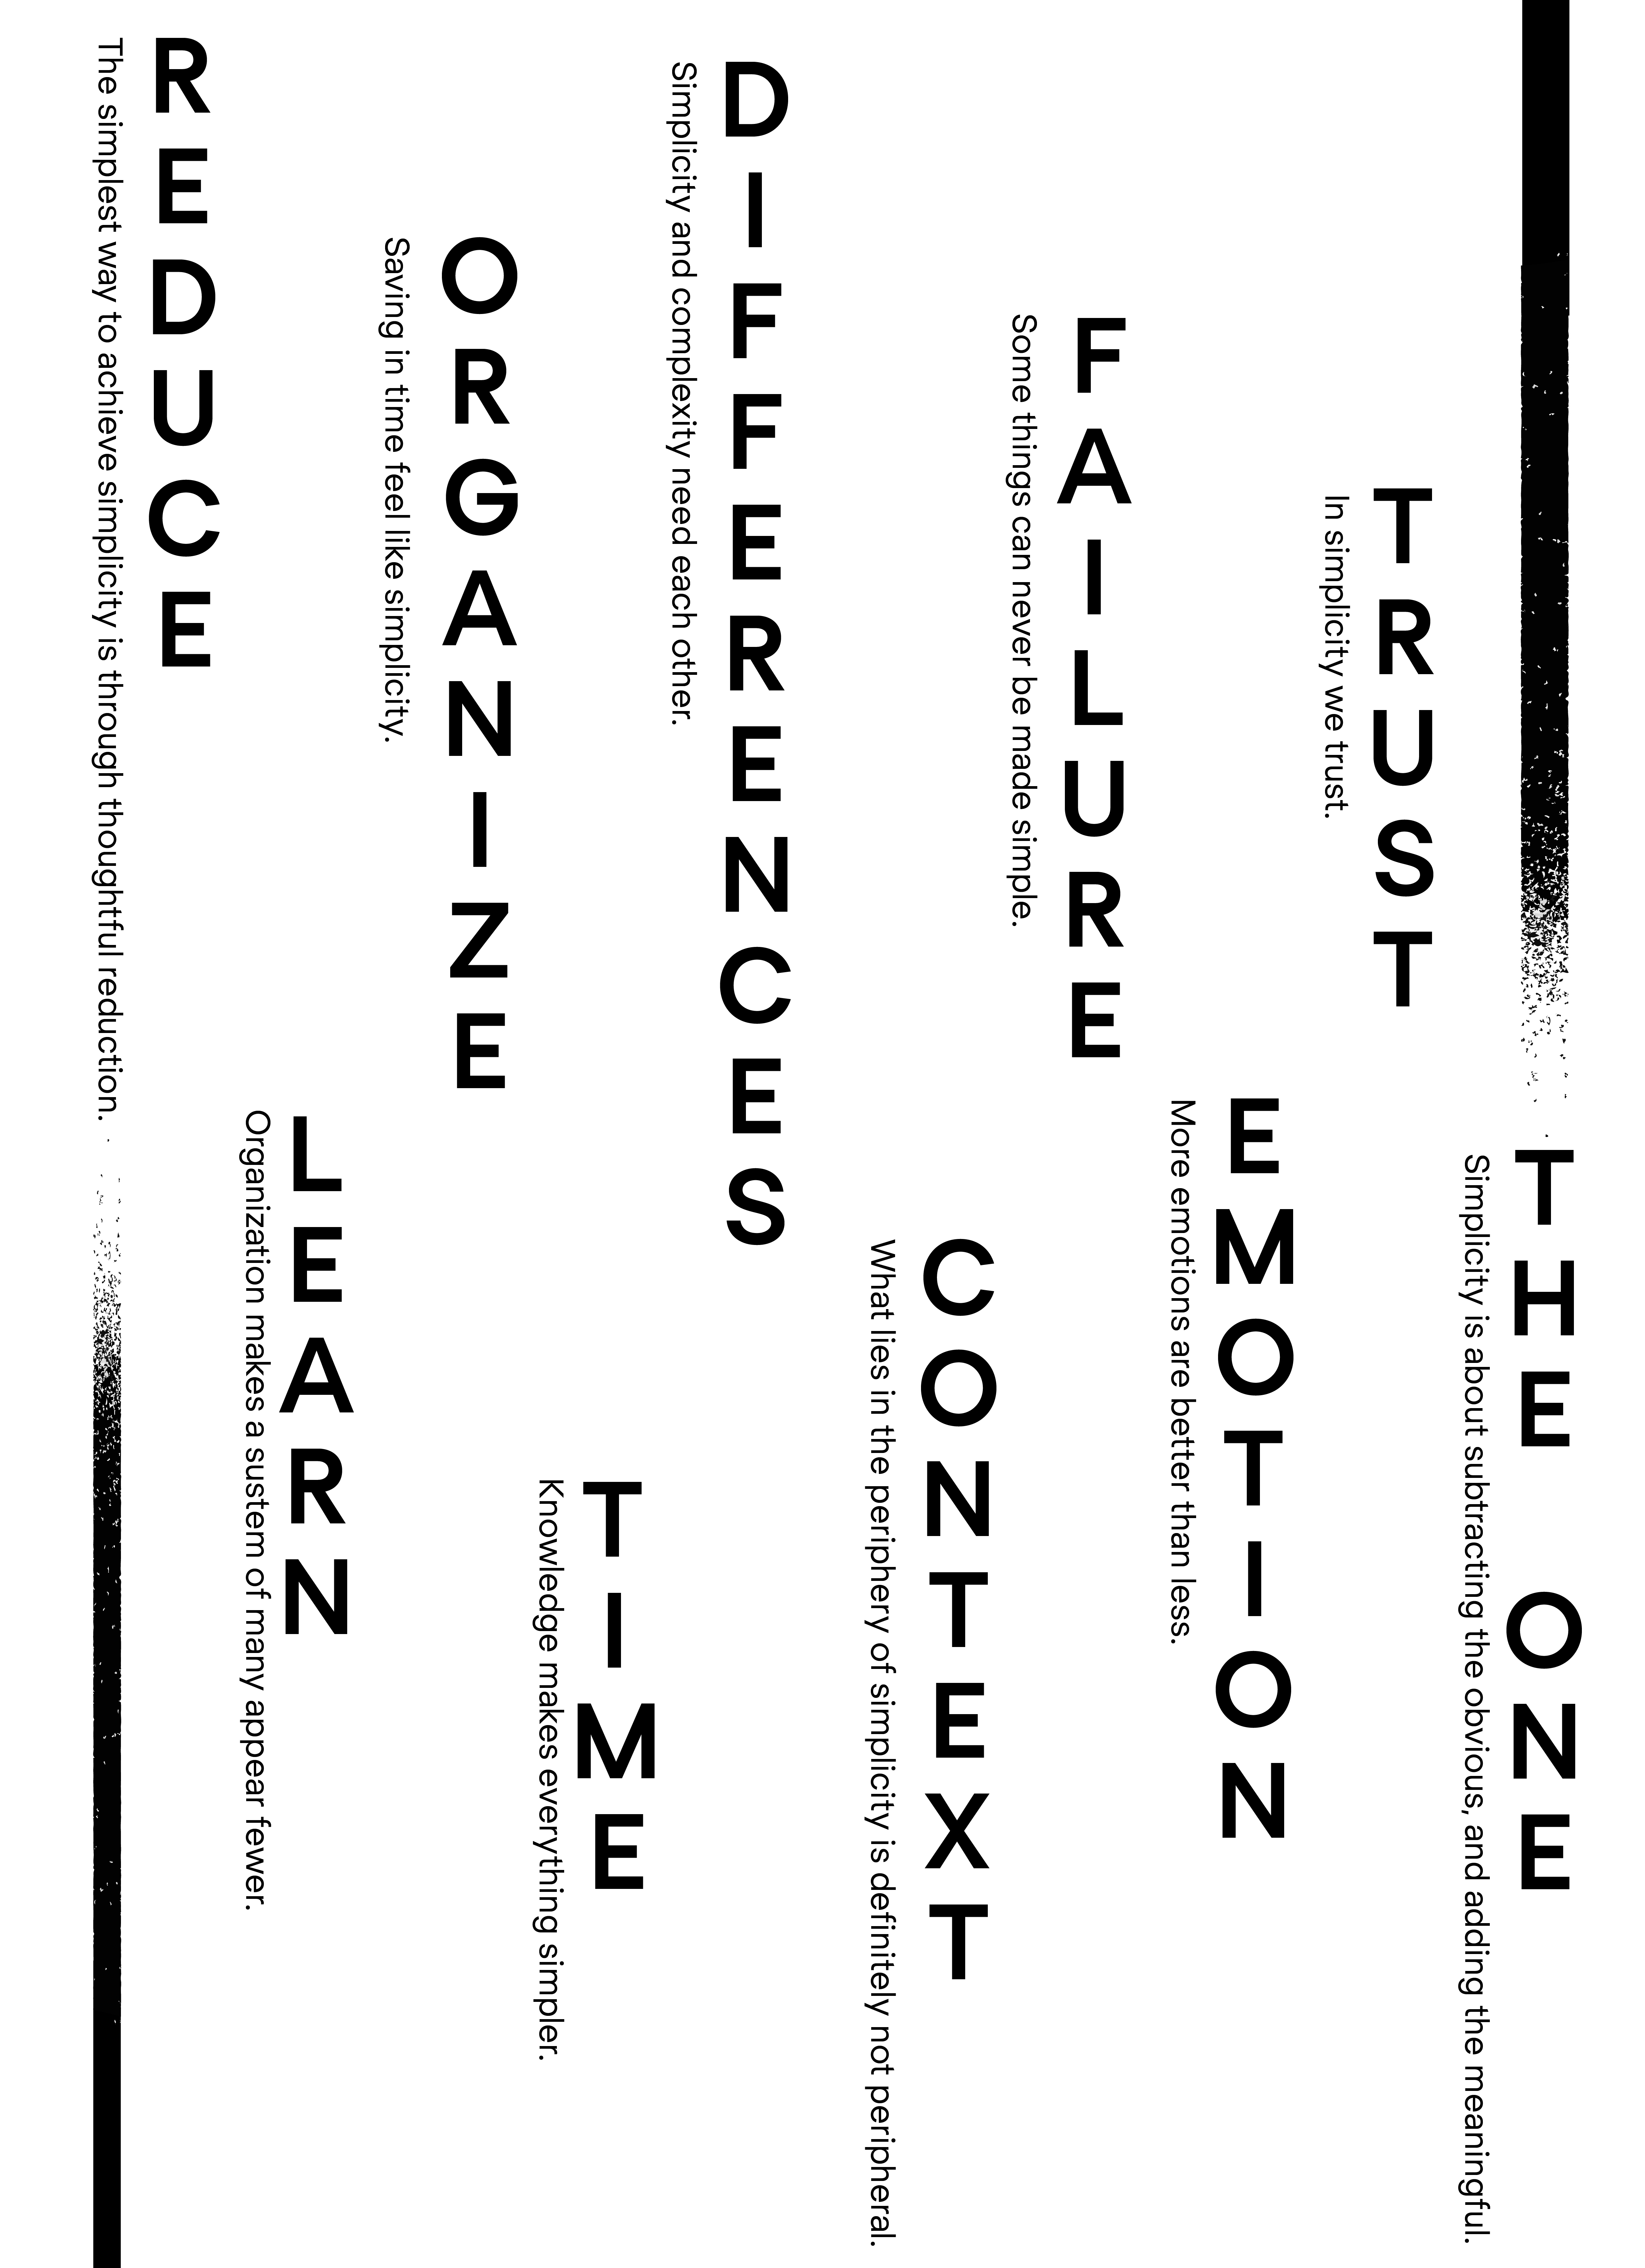 REDUCE
The simplest way to achieve simplicity is through thoughtful reduction.
LEARN
Organization makes a sustem of many appear fewer.
ORGANIZE
Saving in time feel like simplicity.
TIME
Knowledge makes everything simpler.
DIFFERENCES
Simplicity and complexity need each other.
CONTEXT
What lies in the periphery of simplicity is definitely not peripheral.
FAILURE
Some things can never be made simple.
EMOTION
More emotions are better than less.
TRUST
In simplicity we trust.
THE ONE
Simplicity is about subtracting the obvious, and adding the meaningful.